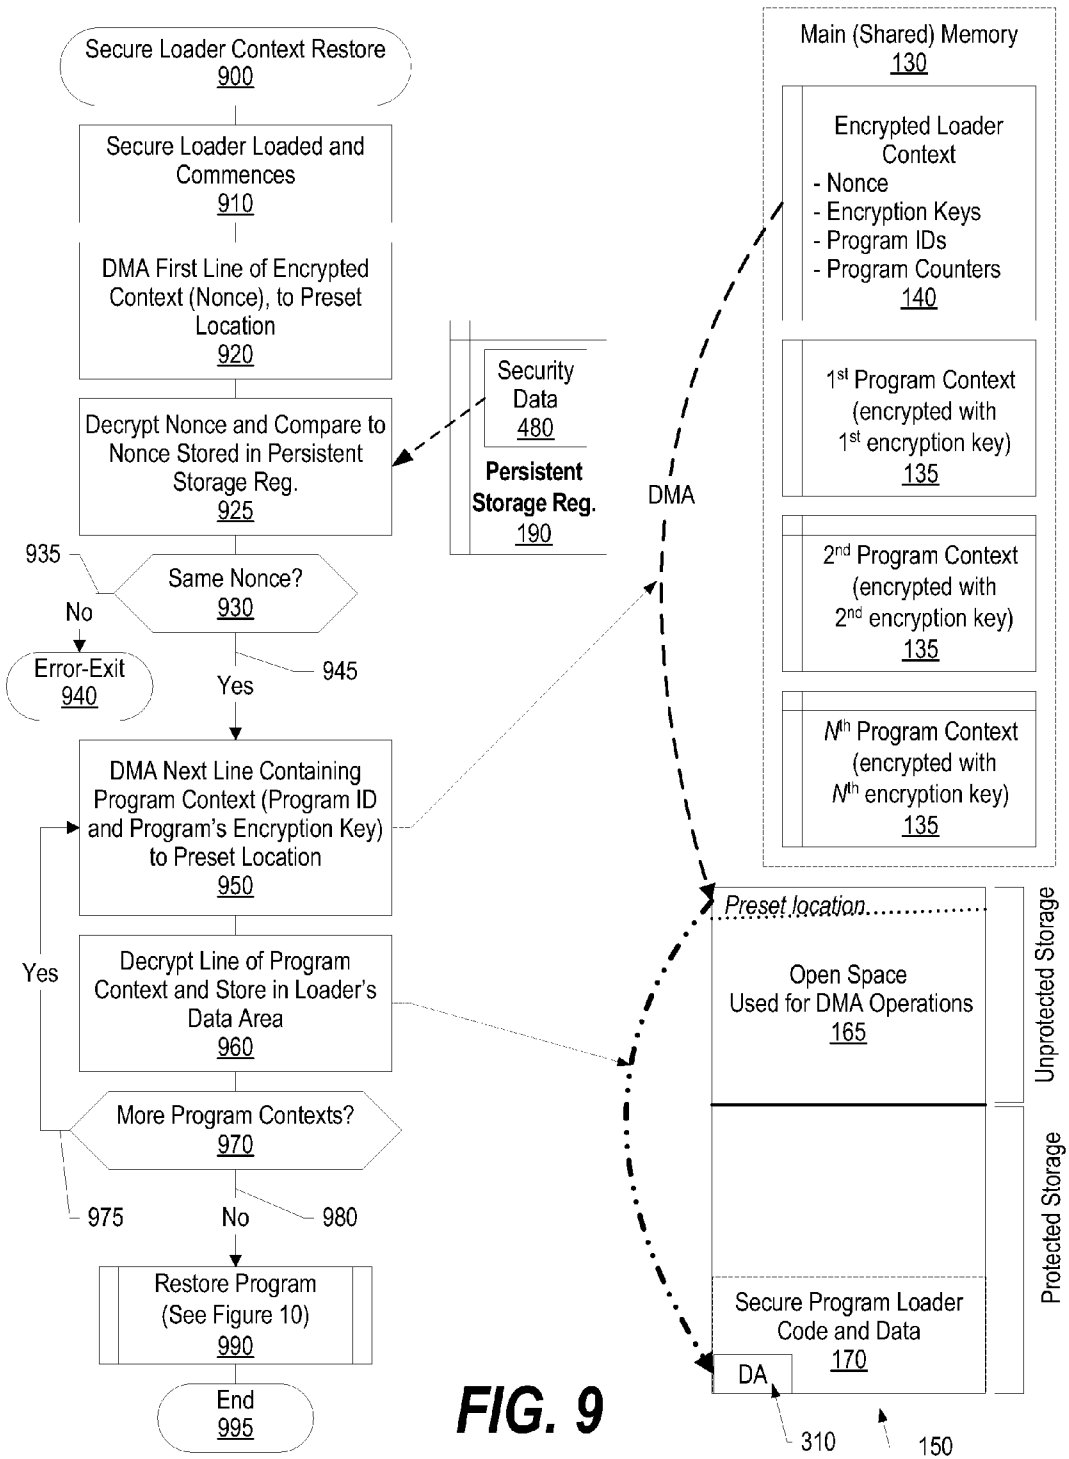 Secure Loader Context Restore
900
Secure Loader Loaded and
Commences
910
DMA First Line of Encrypted
Context (Nonce), to Preset
Location
920
Decrypt Nonce and Compare to
Nonce Stored in Persistent
Storage Reg.
925
935
Same Nonce?
930
No
Error-Exit
940
945
Yes
DMA Next Line Containing
Program Context (Program ID
and Program's Encryption Key)
to Preset Location
950
Yes
Decrypt Line of Program
Context and Store in Loader's
Data Area
960
More Program Contexts?
970
975
No
980
Restore Program
(See Figure 10)
990
End
995
Security
Data
480
Persistent
Storage Reg.
190
DMA
Main (Shared) Memory
130
Encrypted Loader
Context
- Nonce
- Encryption Keys
- Program IDs
- Program Counters
140
1st Program Context
(encrypted with
1st encryption key)
135
2nd Program Context
(encrypted with
2nd encryption key)
135
Nth Program Context
(encrypted with
Nth encryption key)
135
Preset location
Open Space
Used for DMA Operations
165
Unprotected Storage
Protected Storage
Secure Program Loader
Code and Data
170
DA
310
150
FIG. 9